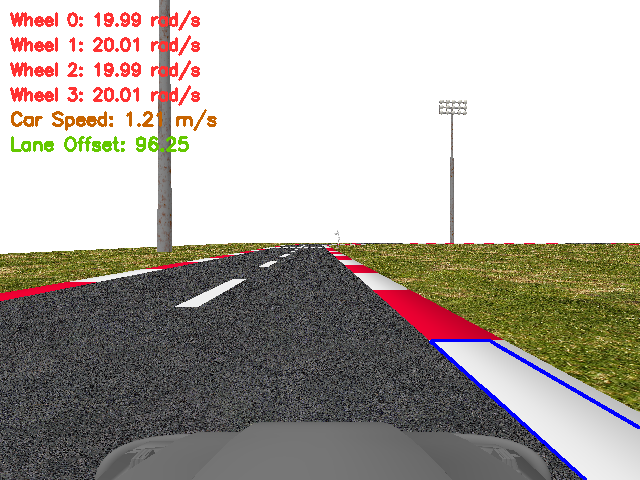 Wheel 0: 19.99 rad/s
Wheel 1: 20.01 rad/s
Wheel 2: 19.99 rad/s
Wheel 3: 20.01 rad/s
Car Speed: 1.21 m/s
Lane Offset: 96.25